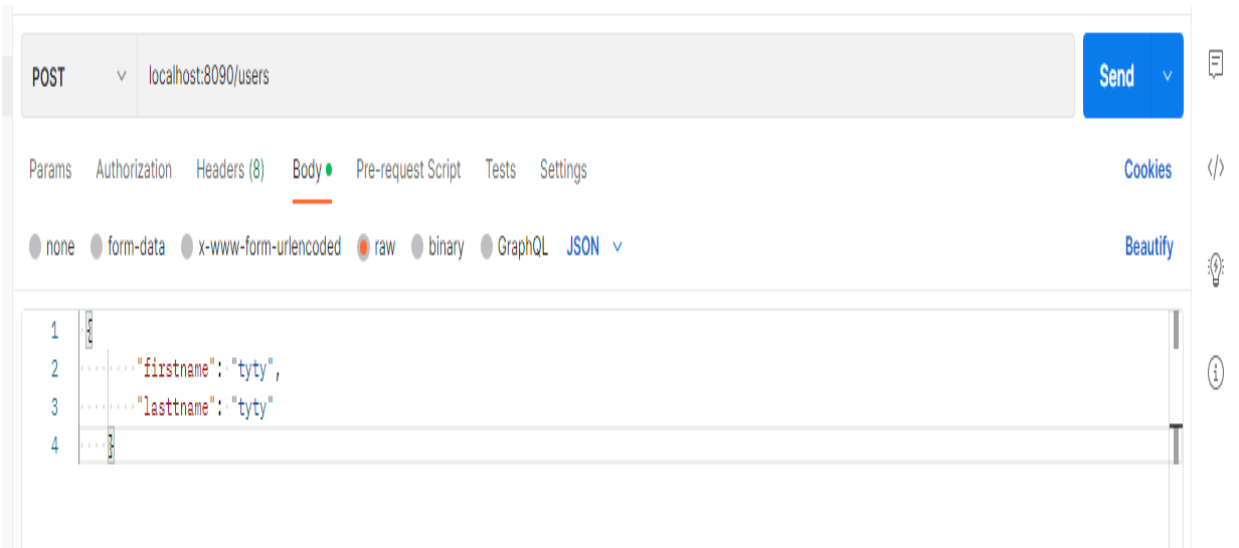 POST localhost:8090/users Send
Params Authorization Headers (8) Body Pre-request Script Tests Settings Cookies
none form-data x-www-form-urlencoded raw binary GraphQL JSON Beautify
1 {
2 "firstname": "tyty",
3 "lasttname": "tyty"
4 }